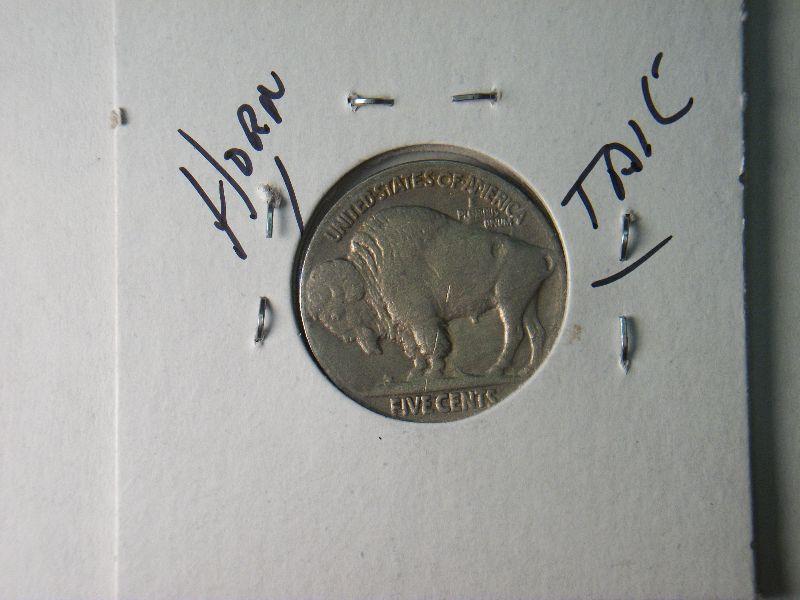 HORN
TAIL
UNITED STATES OF AMERICA
E PLURIBUS
UNUM
FIVE CENTS